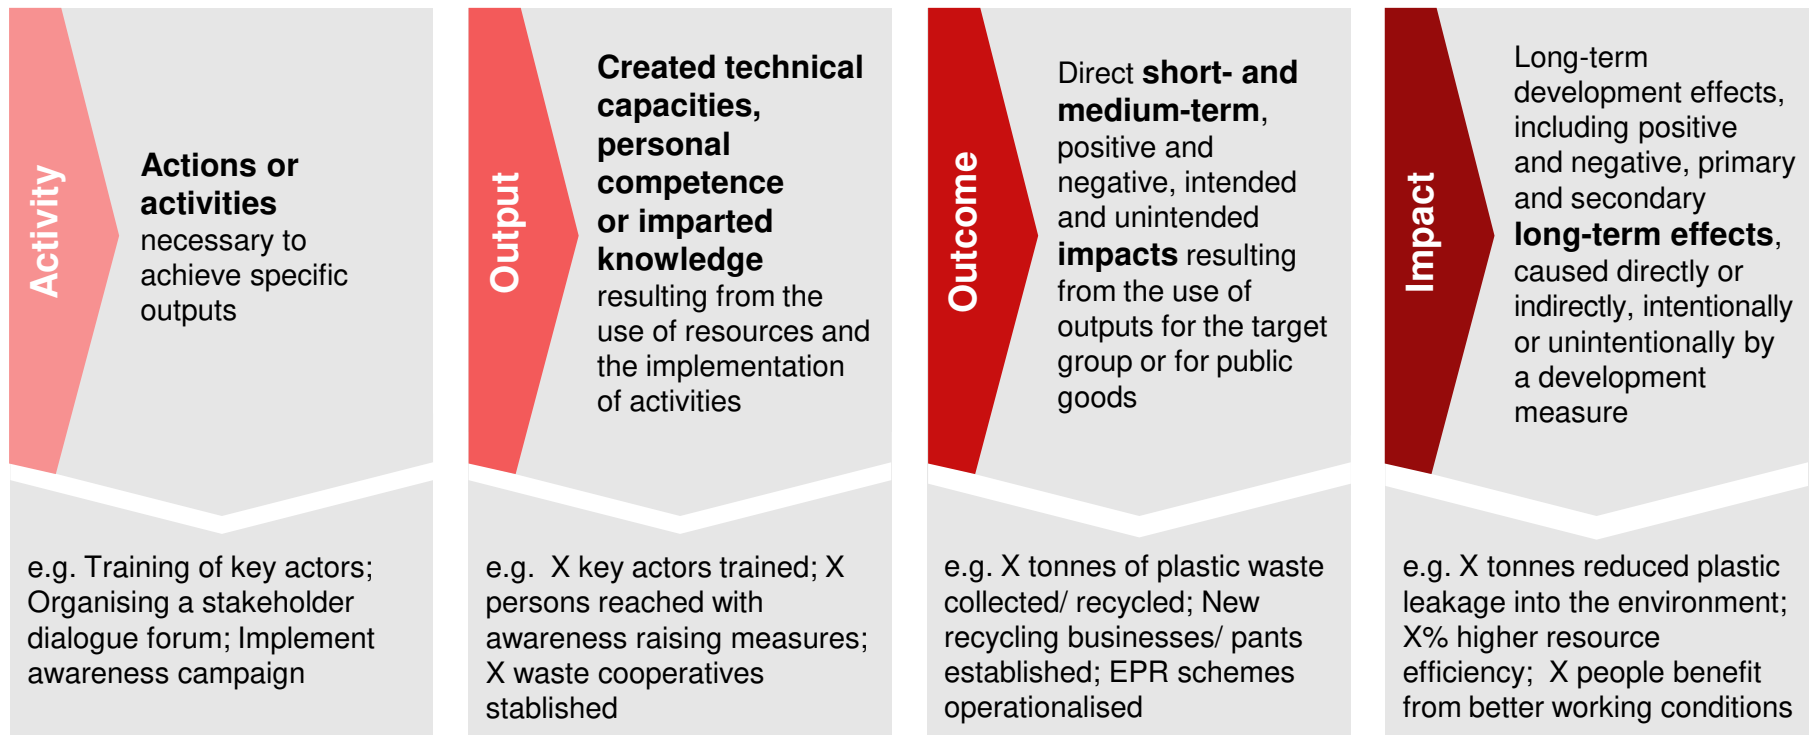 Activity
Actions or
activities
necessary to
achieve specific
outputs
e.g. Training of key actors;
Organising a stakeholder
dialogue forum; Implement
awareness campaign
Output
Created technical
capacities,
personal
competence
or imparted
knowledge
resulting from the
use of resources and
the implementation
of activities
e.g.  X key actors trained; X
persons reached with
awareness raising measures;
X waste cooperatives
stablished
Outcome
Direct short- and
medium-term,
positive and
negative, intended
and unintended
impacts resulting
from the use of
outputs for the target
group or for public
goods
e.g. X tonnes of plastic waste
collected/ recycled; New
recycling businesses/ pants
established; EPR schemes
operationalised
Impact
Long-term
development effects,
including positive
and negative, primary
and secondary
long-term effects,
caused directly or
indirectly, intentionally
or unintentionally by
a development
measure
e.g. X tonnes reduced plastic
leakage into the environment;
X% higher resource
efficiency;  X people benefit
from better working conditions